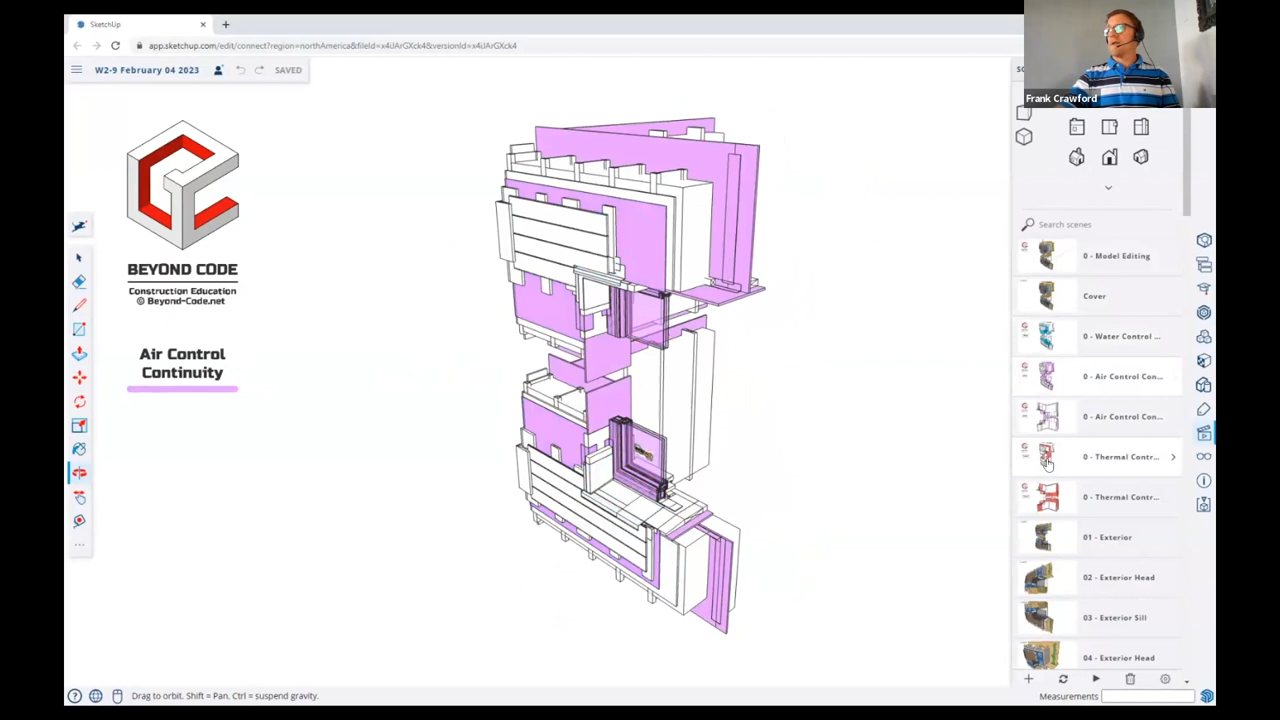 SketchUp
app.sketchup.com/edit/connect?region=northAmerica&fileId=x4iJArGXck4&versionId=x4iJArGXck4
W2-9 February 04 2023
SAVED
Frank Crawford
BEYOND CODE
Construction Education
© Beyond-Code.net
Air Control
Continuity
Search scenes
0 - Model Editing
Cover
0 - Water Control ...
0 - Air Control Con...
0 - Air Control Con...
0 - Thermal Contr...
0 - Thermal Contr...
01 - Exterior
02 - Exterior Head
03 - Exterior Sill
04 - Exterior Head
Drag to orbit. Shift = Pan. Ctrl = suspend gravity.
Measurements